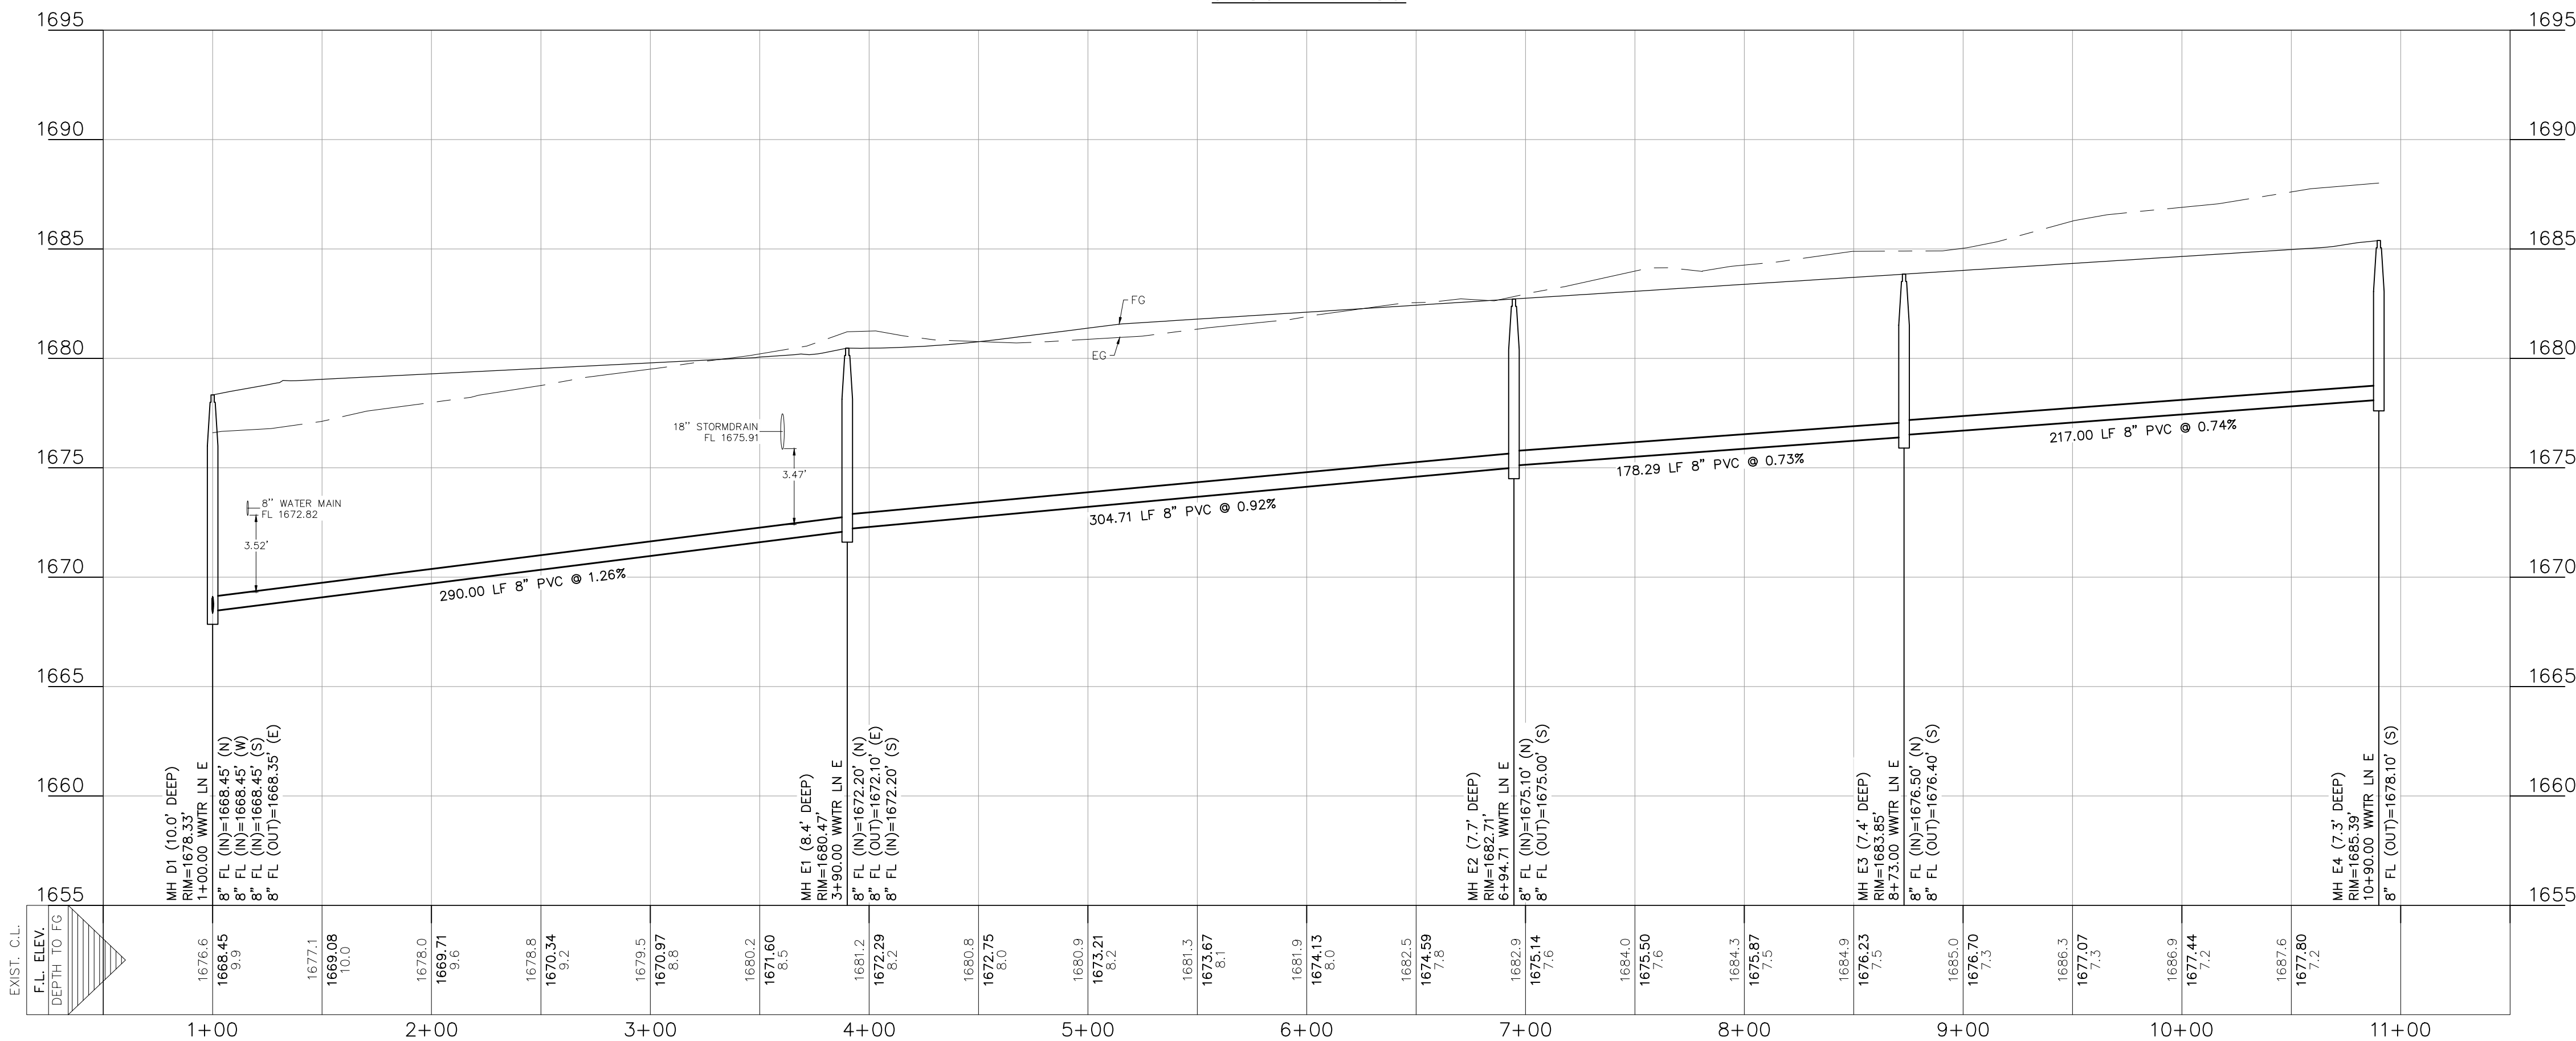 1695
1695
1690
1690
1685
1685
1680
1680
1675
1675
1670
1670
1665
1665
1660
1660
1655
1655
FG
EG
18" STORMDRAIN
FL 1675.91
3.47'
8" WATER MAIN
FL 1672.82
3.52'
290.00 LF 8" PVC @ 1.26%
304.71 LF 8" PVC @ 0.92%
178.29 LF 8" PVC @ 0.73%
217.00 LF 8" PVC @ 0.74%
MH D1 (10.0' DEEP)
RIM=1678.33'
1+00.00 WWTR LN E
8" FL (IN)=1668.45' (N)
8" FL (IN)=1668.45' (W)
8" FL (IN)=1668.45' (S)
8" FL (OUT)=1668.35' (E)
MH E1 (8.4' DEEP)
RIM=1680.47'
3+90.00 WWTR LN E
8" FL (IN)=1672.20' (N)
8" FL (OUT)=1672.10' (E)
8" FL (IN)=1672.20' (S)
MH E2 (7.7' DEEP)
RIM=1682.71'
6+94.71 WWTR LN E
8" FL (IN)=1675.10' (N)
8" FL (OUT)=1675.00' (S)
MH E3 (7.4' DEEP)
RIM=1683.85'
8+73.00 WWTR LN E
8" FL (IN)=1676.50' (N)
8" FL (OUT)=1676.40' (S)
MH E4 (7.3' DEEP)
RIM=1685.39'
10+90.00 WWTR LN E
8" FL (OUT)=1678.10' (S)
EXIST. C.L.
F.L. ELEV.
DEPTH TO FG
1676.6
1668.45
9.9
1677.1
1669.08
10.0
1678.0
1669.71
9.6
1678.8
1670.34
9.2
1679.5
1670.97
8.8
1680.2
1671.60
8.5
1681.2
1672.29
8.2
1680.8
1672.75
8.0
1680.9
1673.21
8.2
1681.3
1673.67
8.1
1681.9
1674.13
8.0
1682.5
1674.59
7.8
1682.9
1675.14
7.6
1684.0
1675.50
7.6
1684.3
1675.87
7.5
1684.9
1676.23
7.5
1685.0
1676.70
7.3
1686.3
1677.07
7.3
1686.9
1677.44
7.2
1687.6
1677.80
7.2
1+00
2+00
3+00
4+00
5+00
6+00
7+00
8+00
9+00
10+00
11+00